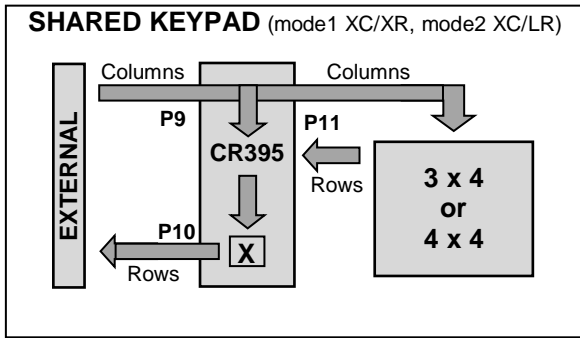 SHARED KEYPAD (mode1 XC/XR, mode2 XC/LR)
Columns
Columns
P9
P11
EXTERNAL
CR395
Rows
3 x 4
or
4 x 4
P10
X
Rows